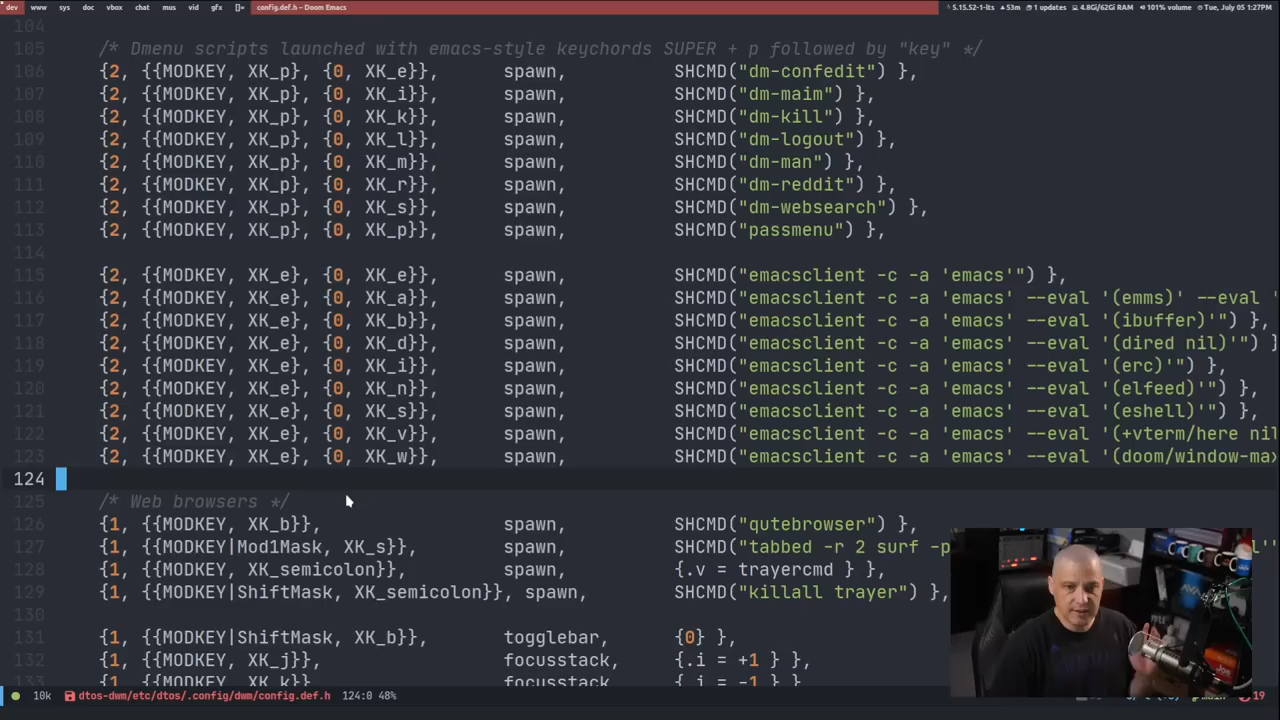 dev www sys doc vbox chat mus vid gfx []= config.def.h – Doom Emacs 5.15.52-1-lts 53m 1 updates 4.8Gi/62Gi RAM 101% volume Tue, July 05 1:27PM
104
105 /* Dmenu scripts launched with emacs-style keychords SUPER + p followed by "key" */
106 {2, {{MODKEY, XK_p}, {0, XK_e}}, spawn, SHCMD("dm-confedit") },
107 {2, {{MODKEY, XK_p}, {0, XK_i}}, spawn, SHCMD("dm-maim") },
108 {2, {{MODKEY, XK_p}, {0, XK_k}}, spawn, SHCMD("dm-kill") },
109 {2, {{MODKEY, XK_p}, {0, XK_l}}, spawn, SHCMD("dm-logout") },
110 {2, {{MODKEY, XK_p}, {0, XK_m}}, spawn, SHCMD("dm-man") },
111 {2, {{MODKEY, XK_p}, {0, XK_r}}, spawn, SHCMD("dm-reddit") },
112 {2, {{MODKEY, XK_p}, {0, XK_s}}, spawn, SHCMD("dm-websearch") },
113 {2, {{MODKEY, XK_p}, {0, XK_p}}, spawn, SHCMD("passmenu") },
114
115 {2, {{MODKEY, XK_e}, {0, XK_e}}, spawn, SHCMD("emacsclient -c -a 'emacs'") },
116 {2, {{MODKEY, XK_e}, {0, XK_a}}, spawn, SHCMD("emacsclient -c -a 'emacs' --eval '(emms)' --eval '
117 {2, {{MODKEY, XK_e}, {0, XK_b}}, spawn, SHCMD("emacsclient -c -a 'emacs' --eval '(ibuffer)'") },
118 {2, {{MODKEY, XK_e}, {0, XK_d}}, spawn, SHCMD("emacsclient -c -a 'emacs' --eval '(dired nil)'") }
119 {2, {{MODKEY, XK_e}, {0, XK_i}}, spawn, SHCMD("emacsclient -c -a 'emacs' --eval '(erc)'") },
120 {2, {{MODKEY, XK_e}, {0, XK_n}}, spawn, SHCMD("emacsclient -c -a 'emacs' --eval '(elfeed)'") },
121 {2, {{MODKEY, XK_e}, {0, XK_s}}, spawn, SHCMD("emacsclient -c -a 'emacs' --eval '(eshell)'") },
122 {2, {{MODKEY, XK_e}, {0, XK_v}}, spawn, SHCMD("emacsclient -c -a 'emacs' --eval '(+vterm/here nil
123 {2, {{MODKEY, XK_e}, {0, XK_w}}, spawn, SHCMD("emacsclient -c -a 'emacs' --eval '(doom/window-max
124
125 /* Web browsers */
126 {1, {{MODKEY, XK_b}}, spawn, SHCMD("qutebrowser") },
127 {1, {{MODKEY|Mod1Mask, XK_s}}, spawn, SHCMD("tabbed -r 2 surf -p
128 {1, {{MODKEY, XK_semicolon}}, spawn, {.v = trayercmd } },
129 {1, {{MODKEY|ShiftMask, XK_semicolon}}, spawn, SHCMD("killall trayer") },
130
131 {1, {{MODKEY|ShiftMask, XK_b}}, togglebar, {0} },
132 {1, {{MODKEY, XK_j}}, focusstack, {.i = +1 } },
133 {1, {{MODKEY, XK_k}}, focusstack, {.i = -1 } },
10k dtos-dwm/etc/dtos/.config/dwm/config.def.h 124:0 48% main 19